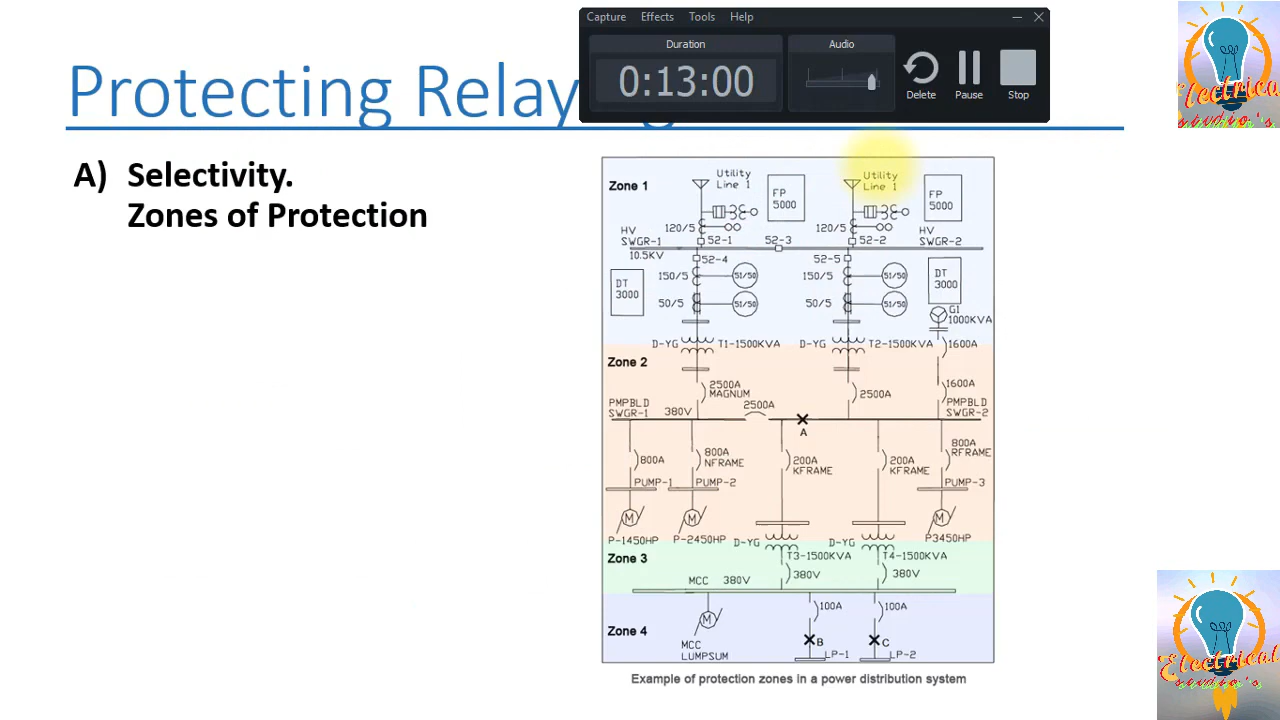 Capture Effects Tools Help
Duration
Audio
0:13:00
Delete
Pause
Stop
Protecting Relay
Electrical
studio's
A) Selectivity.
Zones of Protection
Zone 1
Utility
Line 1
FP
5000
Utility
Line 1
FP
5000
120/5
120/5
HV
SWGR-1
52-1
52-3
52-2
HV
SWGR-2
10.5KV
52-4
52-5
150/5
51/50
150/5
51/50
DT
3000
DT
3000
50/5
51/50
50/5
51/50
G1
1000KVA
D-YG
T1-1500KVA
D-YG
T2-1500KVA
1600A
Zone 2
2500A
MAGNUM
2500A
2500A
1600A
PMPBLD
SWGR-1
380V
PMPBLD
SWGR-2
A
800A
800A
NFRAME
200A
KFRAME
200A
KFRAME
800A
RFRAME
PUMP-1
PUMP-2
PUMP-3
M
M
M
P-1450HP
P-2450HP
D-YG
D-YG
P3450HP
Zone 3
T3-1500KVA
T4-1500KVA
380V
380V
MCC 380V
Zone 4
M
100A
100A
B
C
MCC
LUMPSUM
LP-1
LP-2
Example of protection zones in a power distribution system
Electrical
studio's